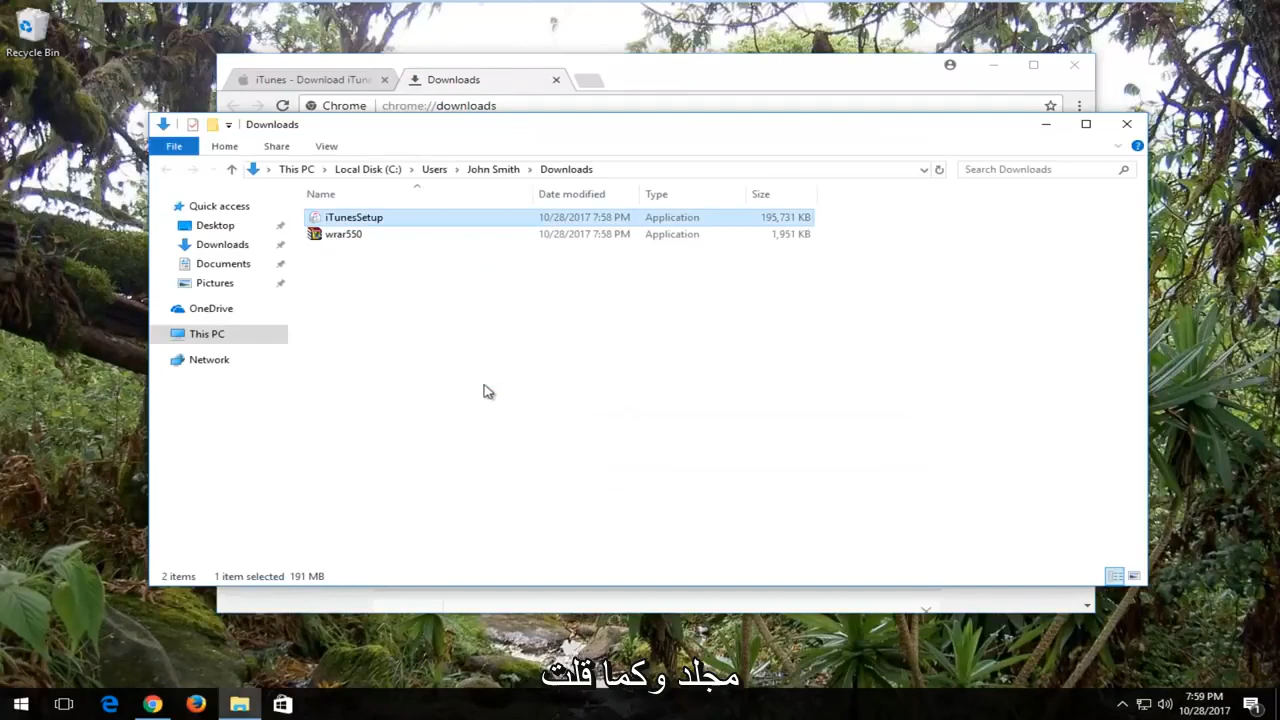 Recycle Bin
iTunes - Download iTun
Downloads
Chrome
chrome://downloads
Downloads
File
Home
Share
View
This PC
Local Disk (C:)
Users
John Smith
Downloads
Search Downloads
Name
Date modified
Type
Size
Quick access
Desktop
Downloads
Documents
Pictures
OneDrive
This PC
Network
iTunesSetup
10/28/2017 7:58 PM
Application
195,731 KB
wrar550
10/28/2017 7:58 PM
Application
1,951 KB
2 items
1 item selected
191 MB
مجلد وكما قلت
7:59 PM
10/28/2017
1